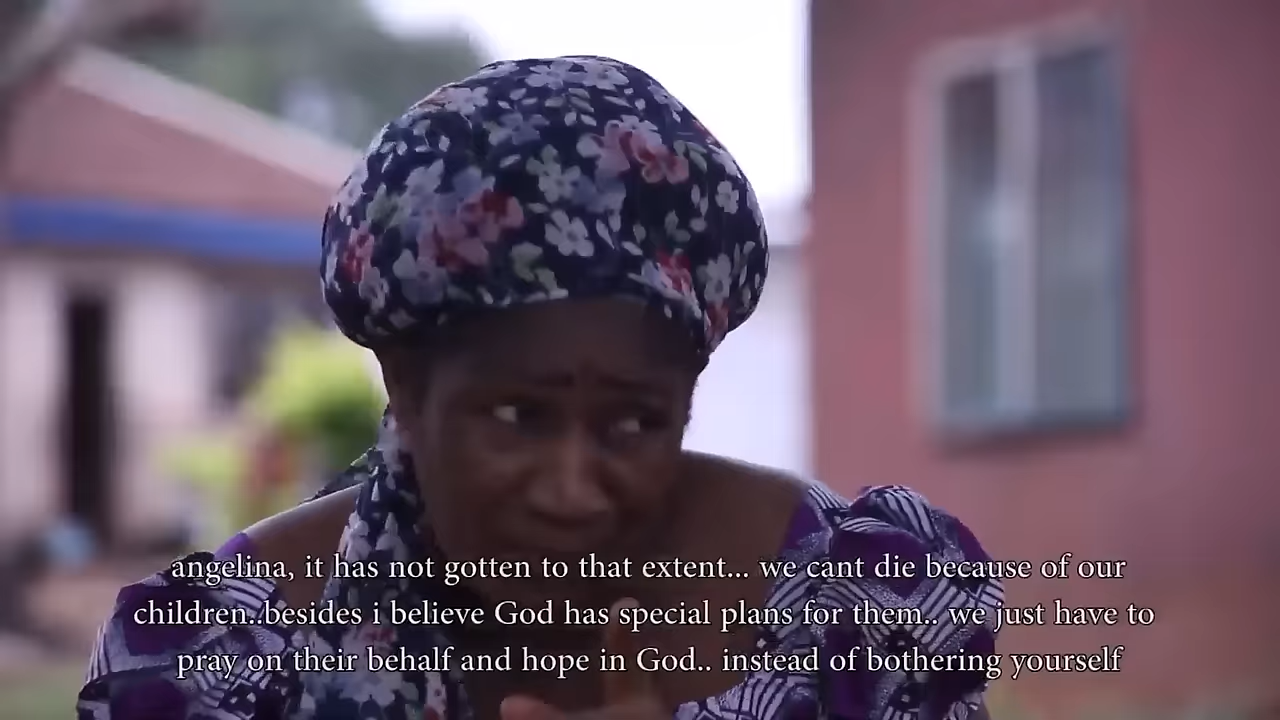 angelina, it has not gotten to that extent... we cant die because of our
children..besides i believe God has special plans for them.. we just have to
pray on their behalf and hope in God.. instead of bothering yourself